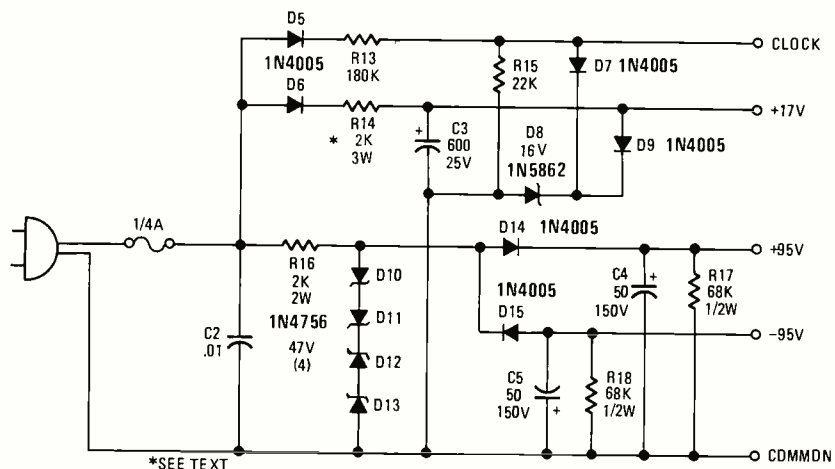 D5
1N4005
R13
180K
R15
22K
D7 1N4005
CLOCK
D6
R14
* 2K
3W
+ C3
600
25V
D8
16V
1N5862
D9 1N4005
+17V
1/4A
R16
2K
2W
1N4756
47V
(4)
D10
D11
D12
D13
C2
.01
D14 1N4005
1N4005
D15
C4 +
50
150V
R17
68K
1/2W
+95V
-95V
C5
50
150V +
R18
68K
1/2W
COMMON
*SEE TEXT